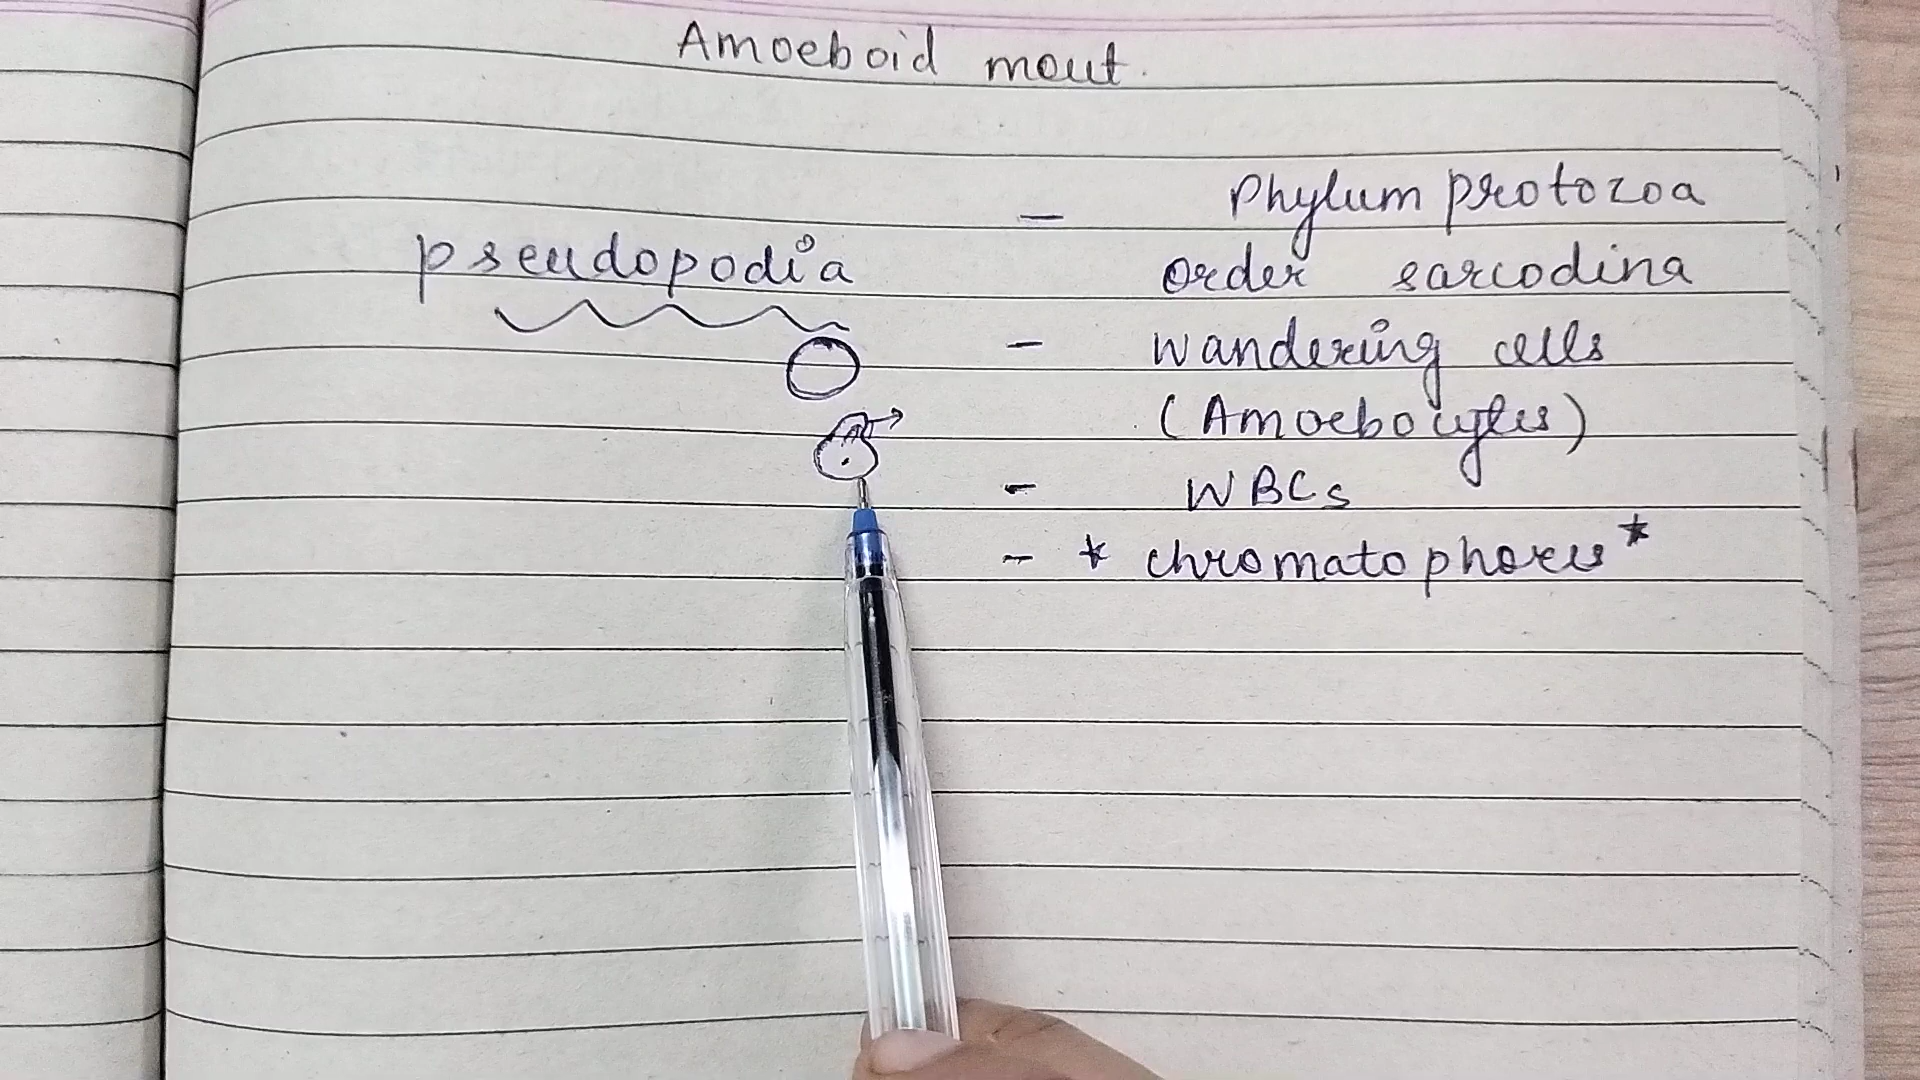 Amoeboid movt.
pseudopodia
- Phylum protozoa
order sarcodina
- wandering cells
(Amoebocytes)
- WBCs
- * chromatophores *